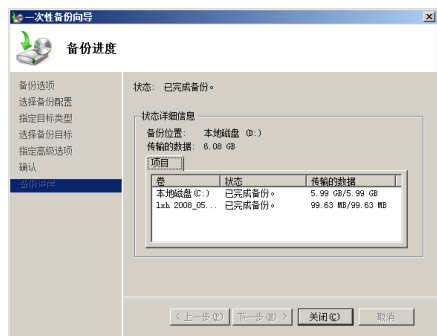 一次性备份向导
备份进度
备份选项
选择备份配置
指定目标类型
选择备份目标
指定高级选项
确认
备份进度
状态: 已完成备份。
状态详细信息
备份位置: 本地磁盘 (D:)
传输的数据: 6.08 GB
项目
卷 状态 传输的数据
本地磁盘(C:) 已完成备份。 5.99 GB/5.99 GB
lxh 2008_05... 已完成备份。 99.63 MB/99.63 MB
< 上一步(P) 下一步(N) > 关闭(C) 取消